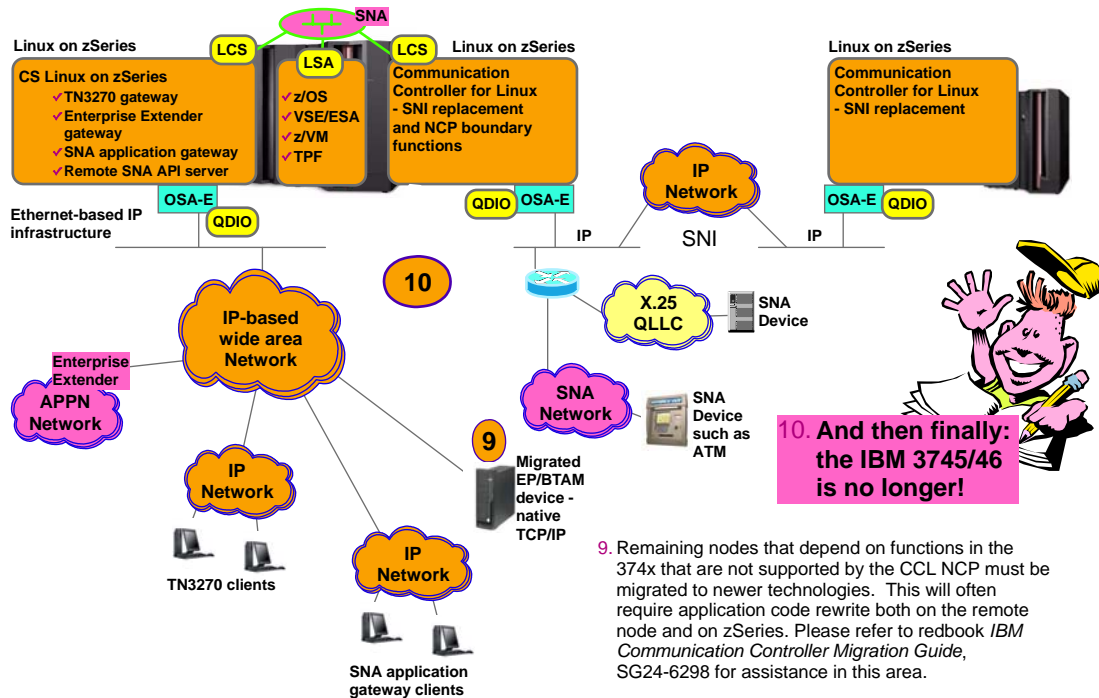 SNA
Linux on zSeries
LCS
LCS
Linux on zSeries
Linux on zSeries
LSA
CS Linux on zSeries
TN3270 gateway
Enterprise Extender
gateway
SNA application gateway
Remote SNA API server
z/OS
VSE/ESA
z/VM
TPF
Communication
Controller for Linux
- SNI replacement
and NCP boundary
functions
Communication
Controller for Linux
- SNI replacement
IP
Network
OSA-E
QDIO
QDIO
OSA-E
OSA-E
QDIO
Ethernet-based IP
infrastructure
IP
SNI
IP
10
X.25
QLLC
SNA
Device
IP-based
wide area
Network
Enterprise
Extender
APPN
Network
SNA
Network
SNA
Device
such as
ATM
9
Migrated
EP/BTAM
device -
native
TCP/IP
10. And then finally:
the IBM 3745/46
is no longer!
IP
Network
TN3270 clients
IP
Network
SNA application
gateway clients
9. Remaining nodes that depend on functions in the
374x that are not supported by the CCL NCP must be
migrated to newer technologies. This will often
require application code rewrite both on the remote
node and on zSeries. Please refer to redbook IBM
Communication Controller Migration Guide,
SG24-6298 for assistance in this area.